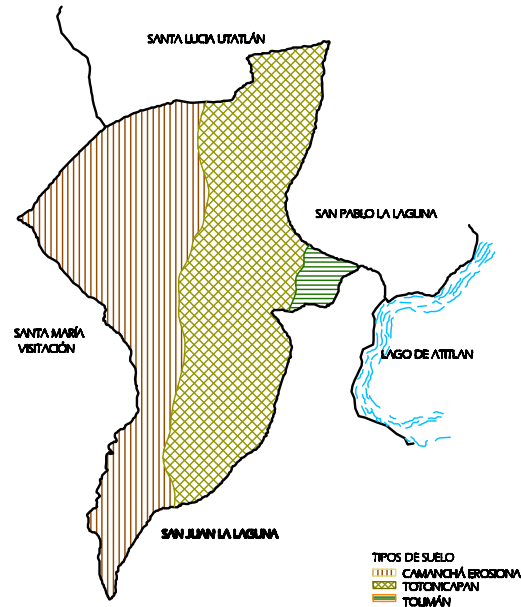 SANTA LUCIA UTATLÁN
SAN PABLO LA LAGUNA
SANTA MARÍA
VISITACIÓN
LAGO DE ATITLAN
SAN JUAN LA LAGUNA
TIPOS DE SUELO
CAMANCHÁ EROSIONA
TOTONICAPAN
TOLIMÁN